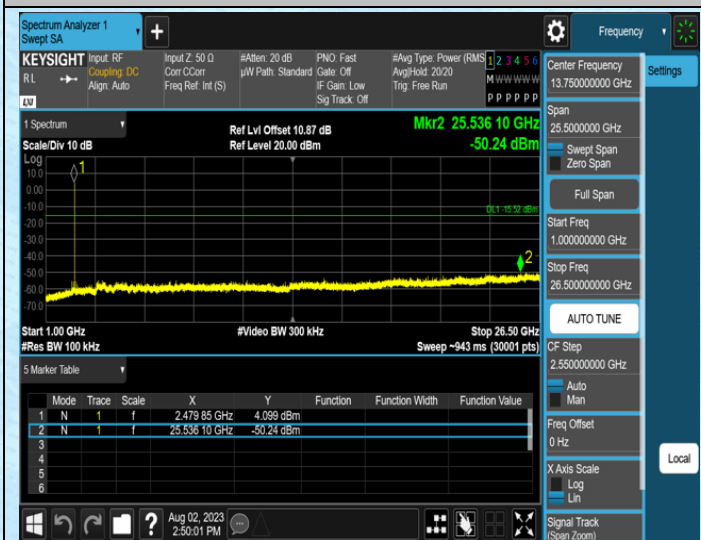 Spectrum Analyzer 1
Swept SA
+
Frequency
KEYSIGHT
RL
LXI
Input: RF
Coupling: DC
Align: Auto
Input Z: 50 Ω
Corr CCorr
Freq Ref: Int (S)
#Atten: 20 dB
µW Path: Standard
PNO: Fast
Gate: Off
IF Gain: Low
Sig Track: Off
#Avg Type: Power (RMS
Avg|Hold: 20/20
Trig: Free Run
1 2 3 4 5 6
M W W W W W
P P P P P P
1 Spectrum
Scale/Div 10 dB
Ref Lvl Offset 10.87 dB
Ref Level 20.00 dBm
Mkr2 25.536 10 GHz
-50.24 dBm
Log
10.0
0.00
-10.0
-20.0
-30.0
-40.0
-50.0
-60.0
-70.0
1
DL1 -15.52 dBm
2
Start 1.00 GHz
#Res BW 100 kHz
#Video BW 300 kHz
Stop 26.50 GHz
Sweep ~943 ms (30001 pts)
5 Marker Table
Mode Trace Scale X Y Function Function Width Function Value
1 N 1 f 2.479 85 GHz 4.099 dBm
2 N 1 f 25.536 10 GHz -50.24 dBm
3
4
5
6
?
Aug 02, 2023
2:50:01 PM
Center Frequency
13.750000000 GHz
Span
25.5000000 GHz
Swept Span
Zero Span
Full Span
Start Freq
1.000000000 GHz
Stop Freq
26.500000000 GHz
AUTO TUNE
CF Step
2.550000000 GHz
Auto
Man
Freq Offset
0 Hz
X Axis Scale
Log
Lin
Signal Track
(Span Zoom)
Settings
Local